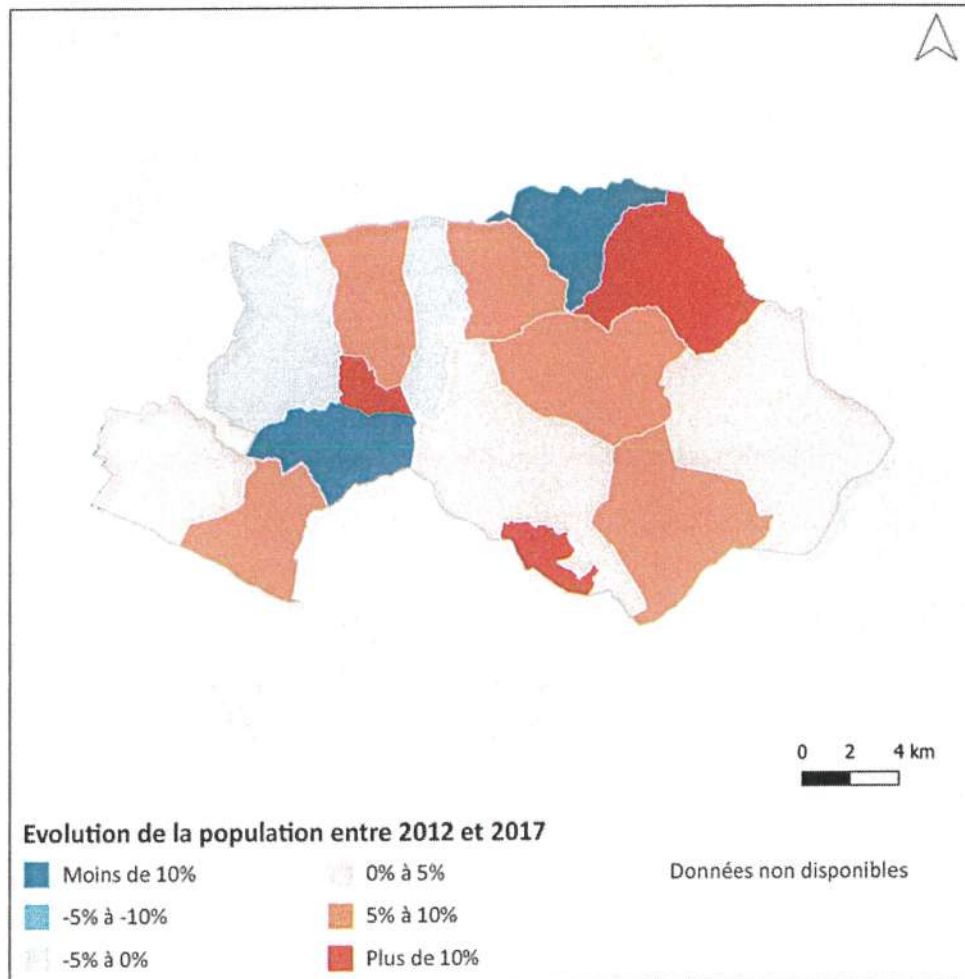 0 2 4 km
Evolution de la population entre 2012 et 2017
Moins de 10%
-5% à -10%
-5% à 0%
0% à 5%
5% à 10%
Plus de 10%
Données non disponibles